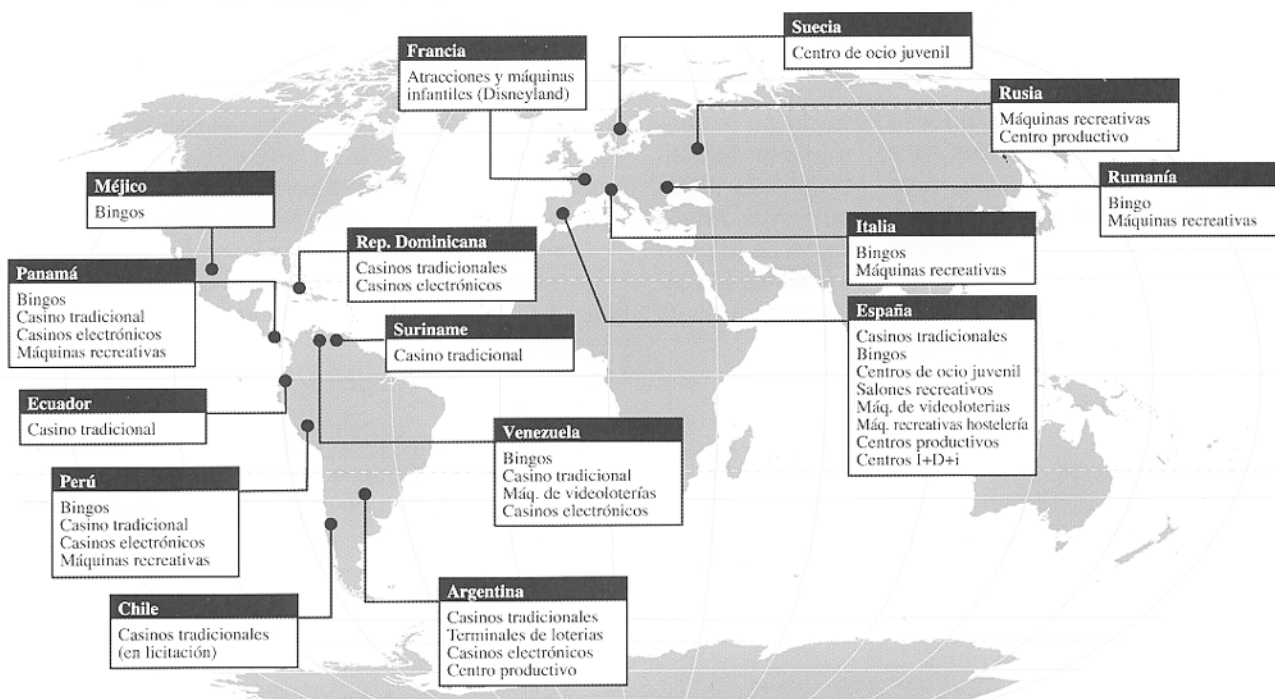 Suecia
Centro de ocio juvenil
Francia
Atracciones y máquinas
infantiles (Disneyland)
Rusia
Máquinas recreativas
Centro productivo
Méjico
Bingos
Rumanía
Bingo
Máquinas recreativas
Rep. Dominicana
Casinos tradicionales
Casinos electrónicos
Italia
Bingos
Máquinas recreativas
Panamá
Bingos
Casino tradicional
Casinos electrónicos
Máquinas recreativas
Suriname
Casino tradicional
España
Casinos tradicionales
Bingos
Centros de ocio juvenil
Salones recreativos
Máq. de videoloterias
Máq. recreativas hostelería
Centros productivos
Centros I+D+i
Ecuador
Casino tradicional
Venezuela
Bingos
Casino tradicional
Máq. de videoloterías
Casinos electrónicos
Perú
Bingos
Casino tradicional
Casinos electrónicos
Máquinas recreativas
Chile
Casinos tradicionales
(en licitación)
Argentina
Casinos tradicionales
Terminales de loterias
Casinos electrónicos
Centro productivo